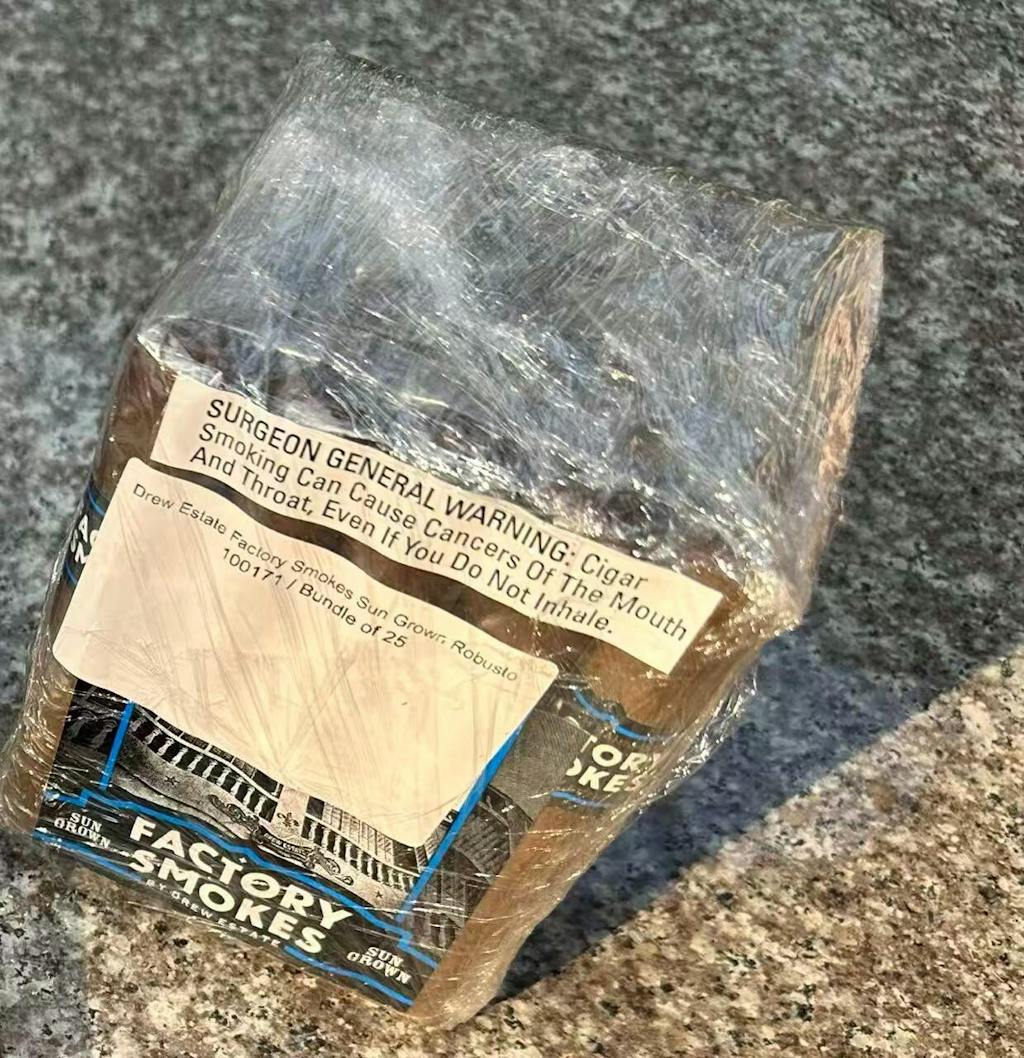 SURGEON GENERAL WARNING: Cigar
Smoking Can Cause Cancers Of The Mouth
And Throat, Even If You Do Not Inhale.
Drew Estate Factory Smokes Sun Grown Robusto
100171 / Bundle of 25
TORY
OKES
SUN
GROWN
FACTORY
SMOKES
BY DREW ESTATE
SUN
GROWN